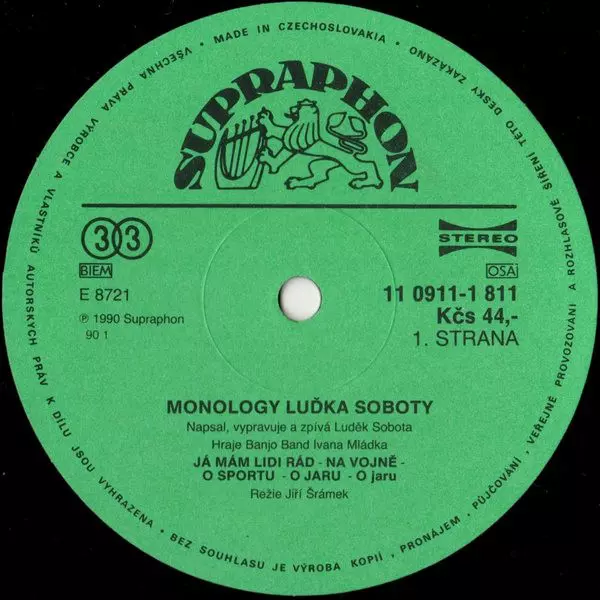 MADE IN CZECHOSLOVAKIA • VŠECHNA PRÁVA VÝROBCE A VLASTNÍKŮ AUTORSKÝCH PRÁV K DÍLU JSOU VYHRAZENA • BEZ SOUHLASU JE VÝROBA KOPIÍ, PRONÁJEM, PŮJČOVÁNÍ, VEŘEJNÉ PROVOZOVÁNÍ A ROZHLASOVÉ ŠÍŘENÍ TÉTO DESKY ZAKÁZÁNO •
SUPRAPHON
33
STEREO
BIEM
OSA
E 8721
11 0911-1 811
℗ 1990 Supraphon
Kčs 44,-
90 1
1. STRANA
MONOLOGY LUĎKA SOBOTY
Napsal, vypravuje a zpívá Luděk Sobota
Hraje Banjo Band Ivana Mládka
JÁ MÁM LIDI RÁD - NA VOJNĚ -
O SPORTU - O JARU - O jaru
Režie Jiří Šrámek